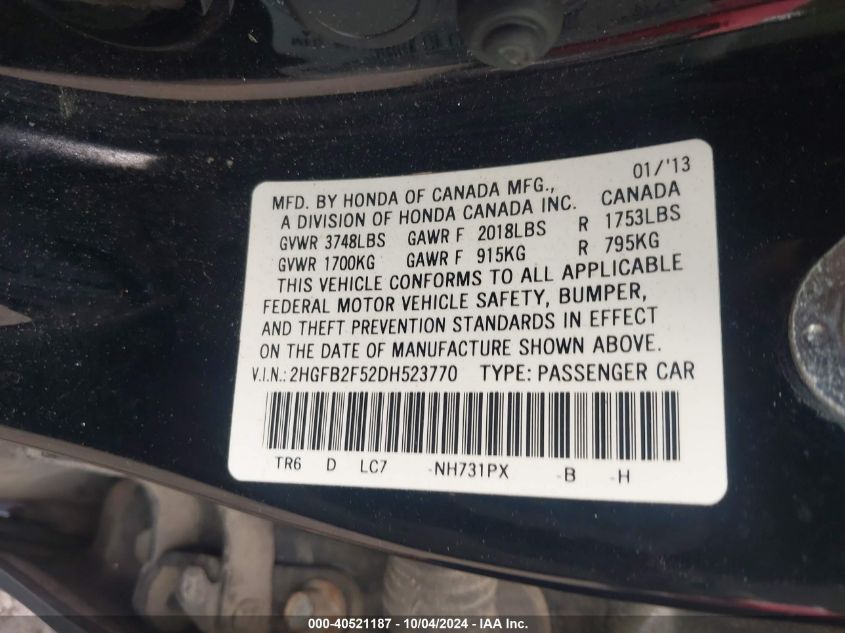 01/'13
MFD. BY HONDA OF CANADA MFG., CANADA
A DIVISION OF HONDA CANADA INC.
GVWR 3748LBS GAWR F 2018LBS R 1753LBS
GVWR 1700KG GAWR F 915KG R 795KG
THIS VEHICLE CONFORMS TO ALL APPLICABLE
FEDERAL MOTOR VEHICLE SAFETY, BUMPER,
AND THEFT PREVENTION STANDARDS IN EFFECT
ON THE DATE OF MANUFACTURE SHOWN ABOVE.
V.I.N.: 2HGFB2F52DH523770 TYPE: PASSENGER CAR
TR6 D LC7 -NH731PX -B -H
000-40521187 - 10/04/2024 - IAA Inc.